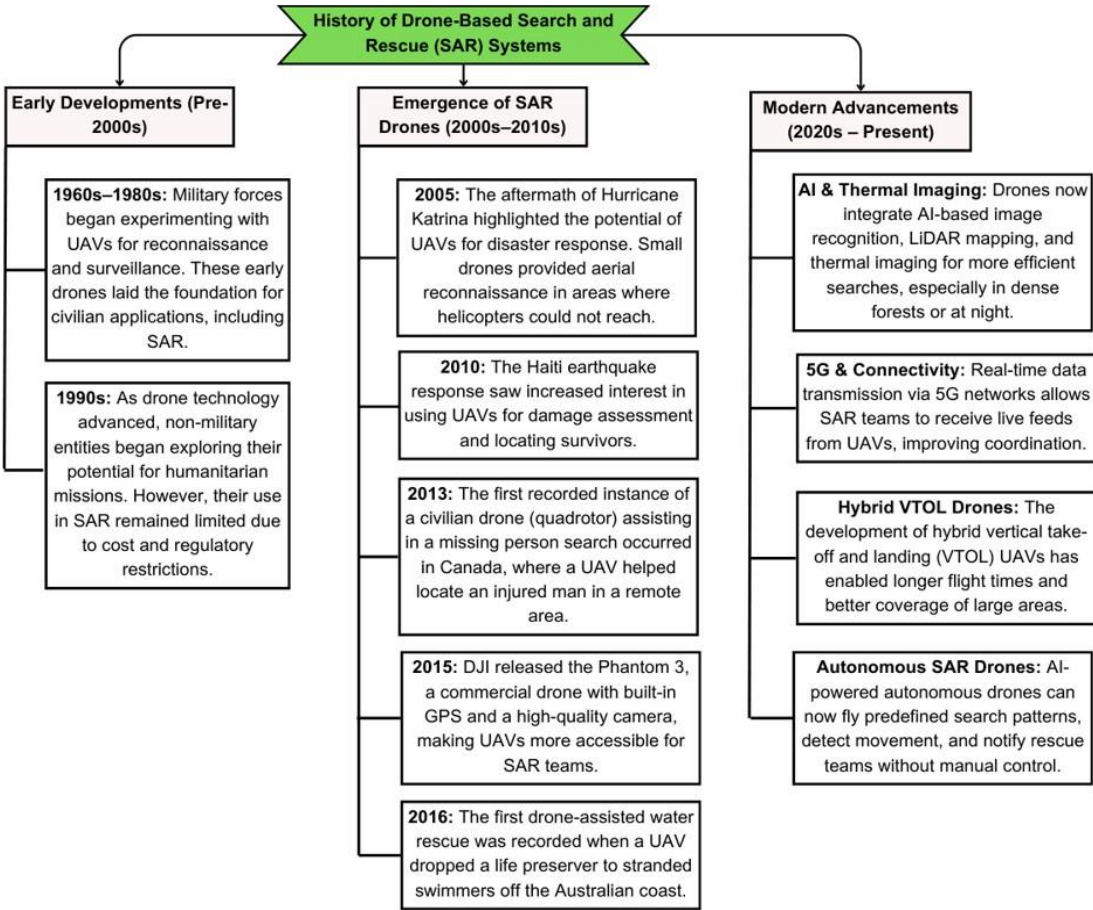 History of Drone-Based Search and
Rescue (SAR) Systems
Early Developments (Pre-
2000s)
1960s–1980s: Military forces
began experimenting with
UAVs for reconnaissance
and surveillance. These early
drones laid the foundation for
civilian applications, including
SAR.
1990s: As drone technology
advanced, non-military
entities began exploring their
potential for humanitarian
missions. However, their use
in SAR remained limited due
to cost and regulatory
restrictions.
Emergence of SAR
Drones (2000s–2010s)
2005: The aftermath of Hurricane
Katrina highlighted the potential of
UAVs for disaster response. Small
drones provided aerial
reconnaissance in areas where
helicopters could not reach.
2010: The Haiti earthquake
response saw increased interest in
using UAVs for damage assessment
and locating survivors.
2013: The first recorded instance of
a civilian drone (quadrotor) assisting
in a missing person search occurred
in Canada, where a UAV helped
locate an injured man in a remote
area.
2015: DJI released the Phantom 3,
a commercial drone with built-in
GPS and a high-quality camera,
making UAVs more accessible for
SAR teams.
2016: The first drone-assisted water
rescue was recorded when a UAV
dropped a life preserver to stranded
swimmers off the Australian coast.
Modern Advancements
(2020s – Present)
AI & Thermal Imaging: Drones now
integrate AI-based image
recognition, LiDAR mapping, and
thermal imaging for more efficient
searches, especially in dense
forests or at night.
5G & Connectivity: Real-time data
transmission via 5G networks allows
SAR teams to receive live feeds
from UAVs, improving coordination.
Hybrid VTOL Drones: The
development of hybrid vertical take-
off and landing (VTOL) UAVs has
enabled longer flight times and
better coverage of large areas.
Autonomous SAR Drones: AI-
powered autonomous drones can
now fly predefined search patterns,
detect movement, and notify rescue
teams without manual control.